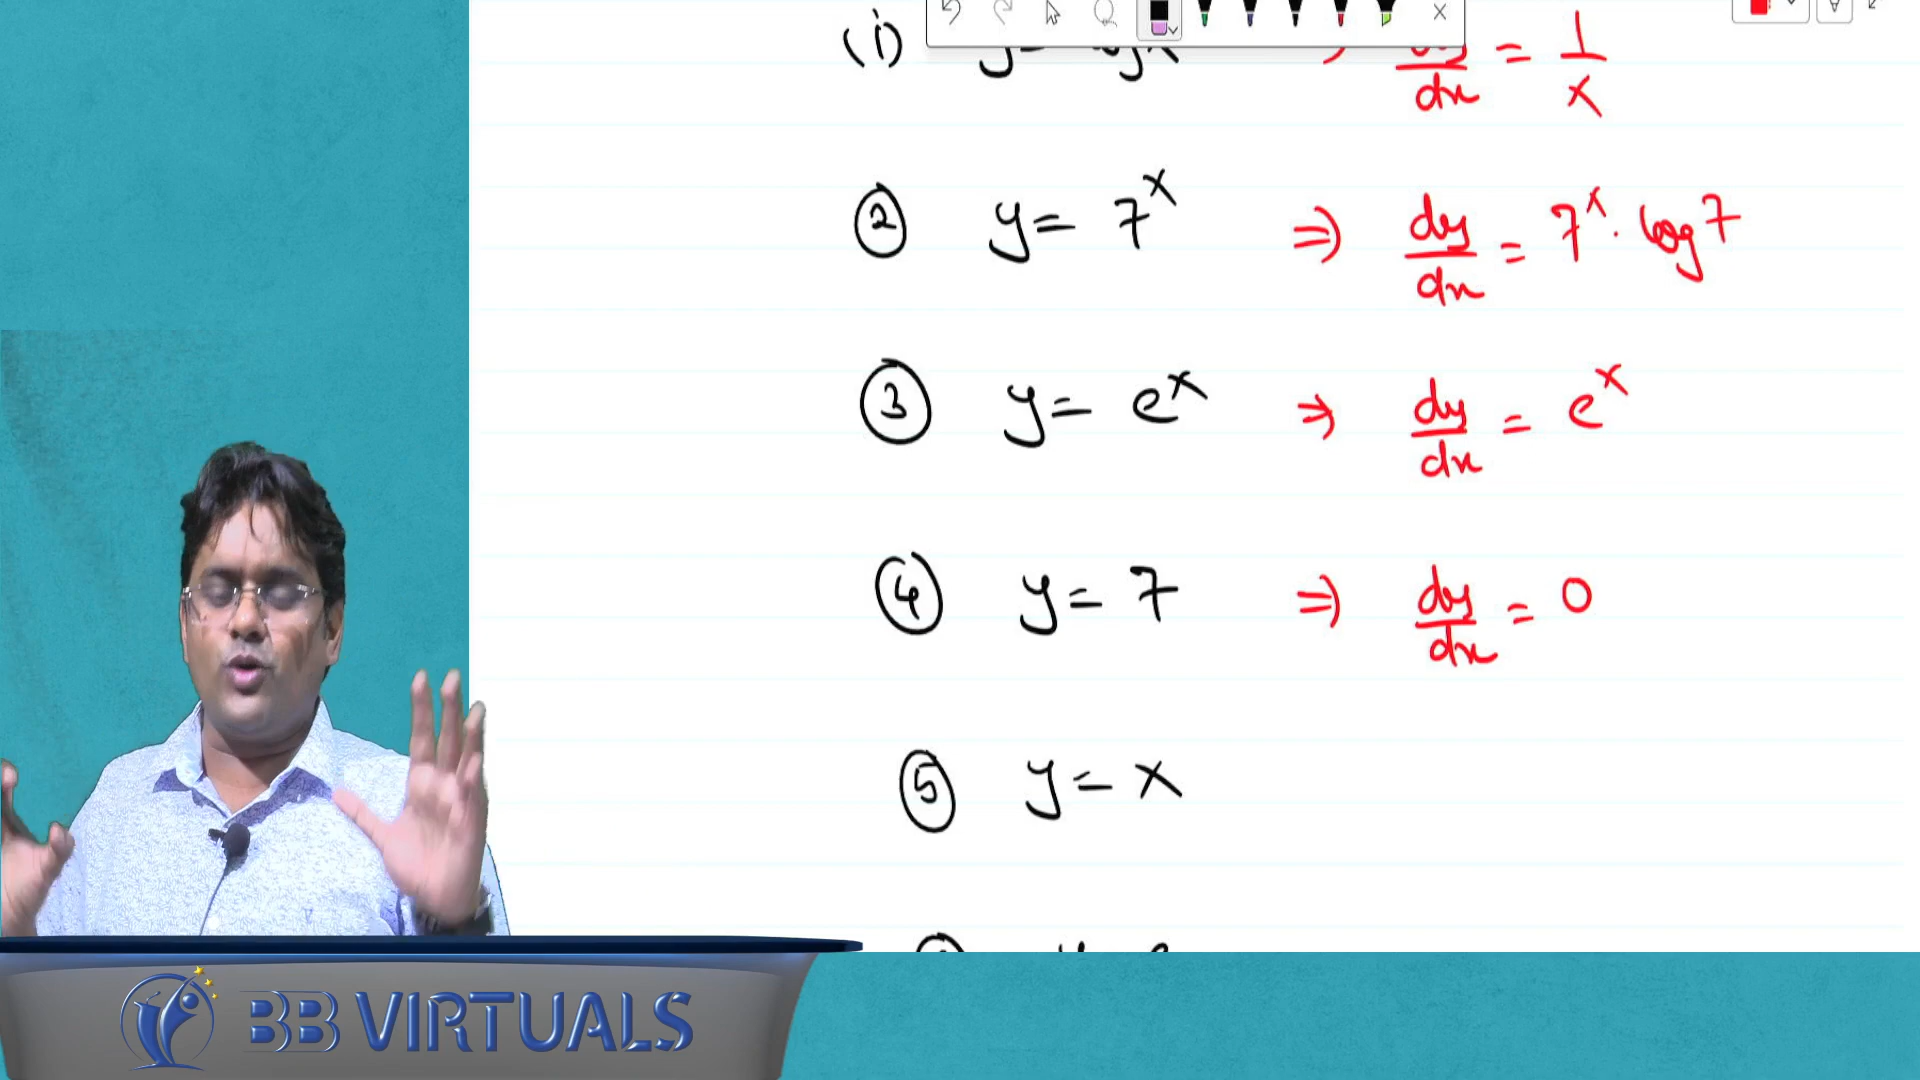 (i) y = log x ⇒ dy/dx = 1/x
② y = 7^x ⇒ dy/dx = 7^x . log 7
③ y = e^x ⇒ dy/dx = e^x
④ y = 7 ⇒ dy/dx = 0
⑤ y = x
BB VIRTUALS